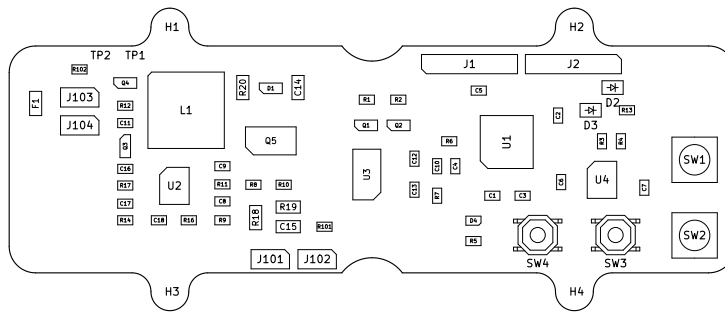 H1 H2
TP2 TP1
J1 J2
R102
Q4 R20 D1 C14
F1 J103 L1 C5 D2
R12 R1 R2 C2 R13
C11 D3
J104 Q1 Q2 U1
Q3 Q5 R6 R3 R4
C12 C10 C4 SW1
C16 C9 U3
R17 U2 R11 R8 R10 C6 U4 C7
C13 R7 C1 C3
C17 C8 R19
R14 C18 R16 R9 R18 C15 R101 D4
R5 SW2
J101 J102 SW4 SW3
H3 H4